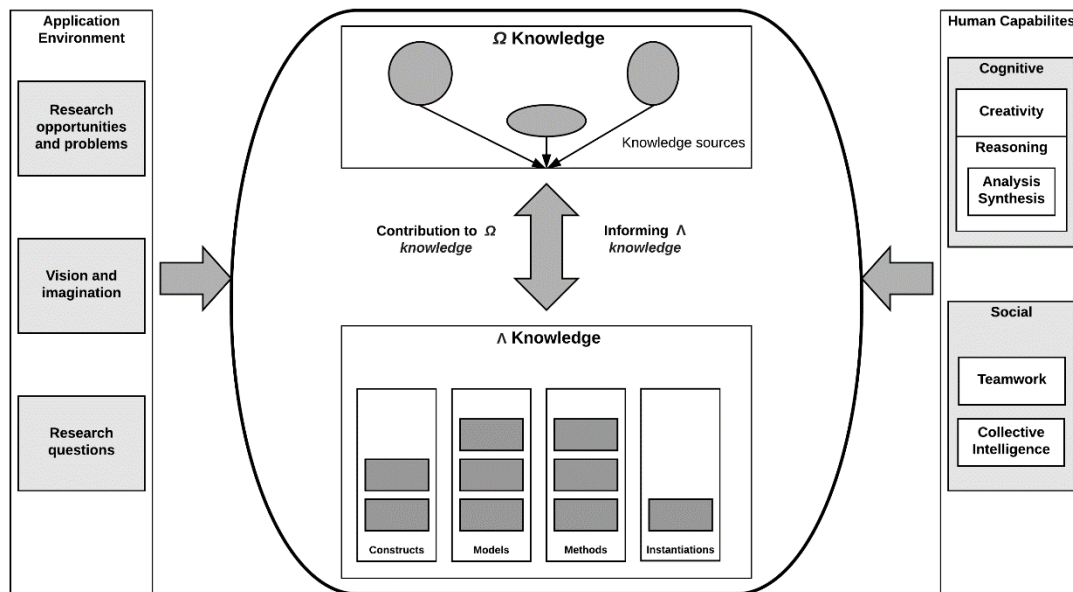 Application
Environment
Research
opportunities
and problems
Vision and
imagination
Research
questions
Ω Knowledge
Knowledge sources
Contribution to Ω
knowledge
Informing Λ
knowledge
Λ Knowledge
Constructs
Models
Methods
Instantiations
Human Capabilites
Cognitive
Creativity
Reasoning
Analysis
Synthesis
Social
Teamwork
Collective
Intelligence